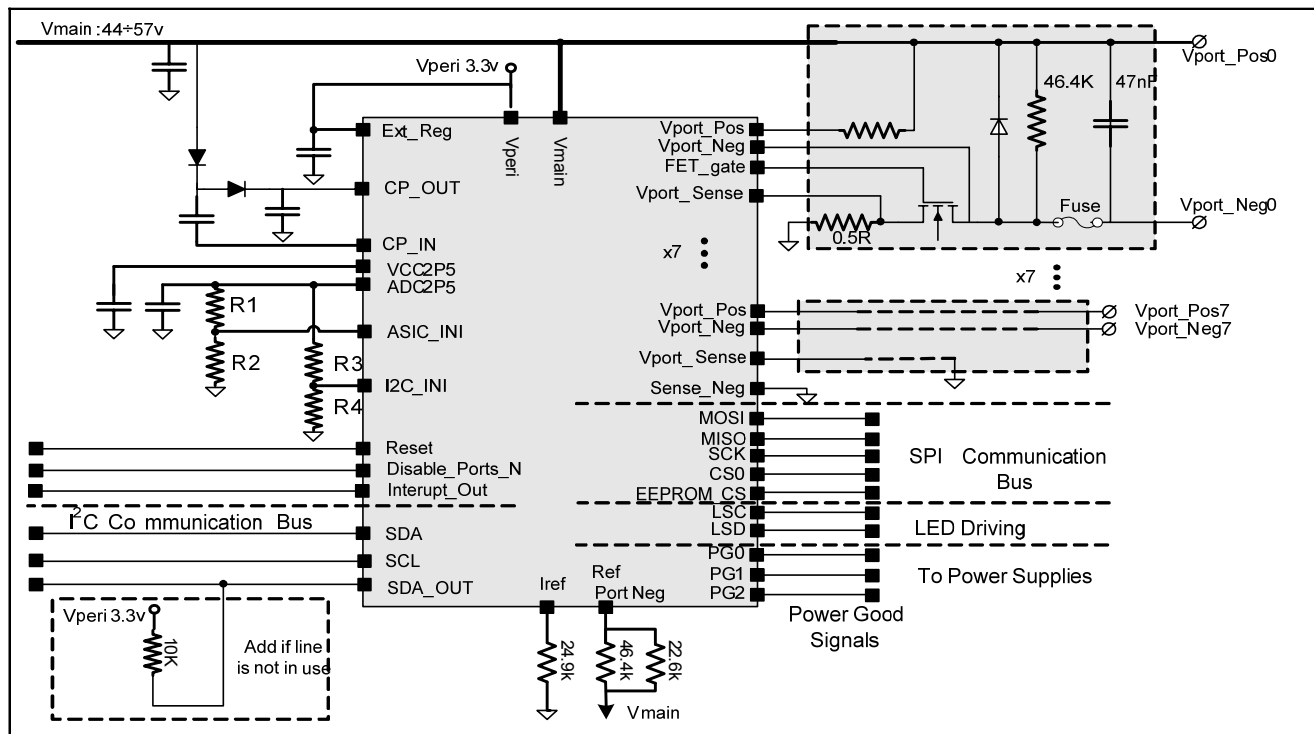 Vmain :44÷57v
Vperi 3.3v
Ext_Reg
Vperi
Vmain
CP_OUT
CP_IN
VCC2P5
ADC2P5
R1
ASIC_INI
R2
R3
I2C_INI
R4
Reset
Disable_Ports_N
Interupt_Out
I²C Co mmunication Bus
SDA
SCL
SDA_OUT
Vperi 3.3v
10K
Add if line
is not in use
Iref
24.9k
Ref
Port Neg
46.4k
22.6k
Vmain
Vport_Pos
Vport_Neg
FET_gate
Vport_Sense
x7
0.5R
46.4K
47nF
Fuse
Vport_Pos0
Vport_Neg0
x7
Vport_Pos
Vport_Neg
Vport_Pos7
Vport_Neg7
Vport_Sense
Sense_Neg
MOSI
MISO
SCK
CS0
EEPROM_CS
SPI Communication
Bus
LSC
LSD
LED Driving
PG0
PG1
PG2
To Power Supplies
Power Good
Signals